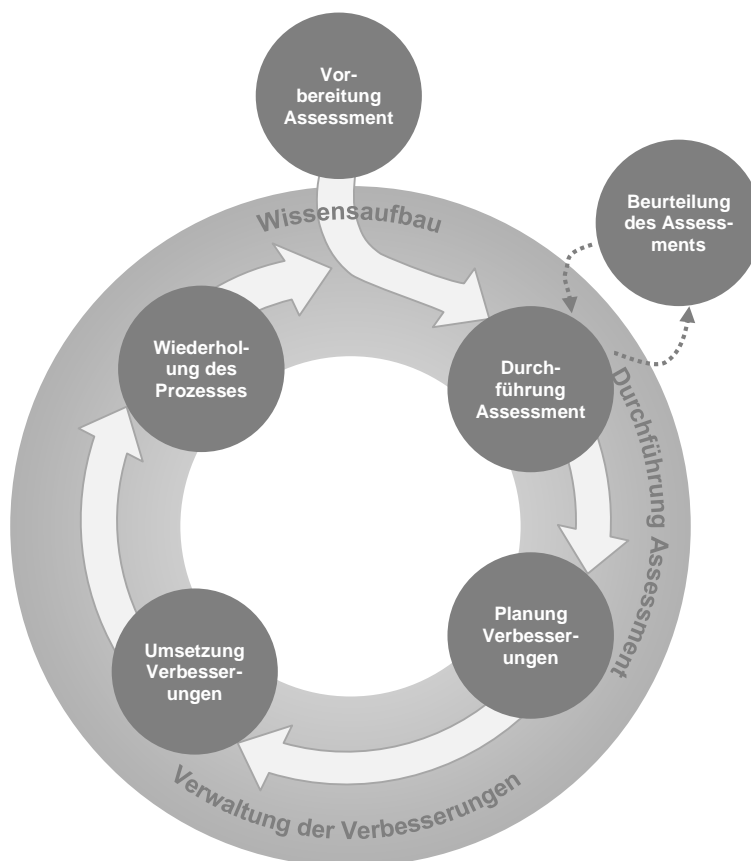 Vor-
bereitung
Assessment
Wissensaufbau
Beurteilung
des Assess-
ments
Wiederhol-
ung des
Prozesses
Durch-
führung
Assessment
Durchführung Assessment
Planung
Verbesser-
ungen
Umsetzung
Verbesser-
ungen
Verwaltung der Verbesserungen